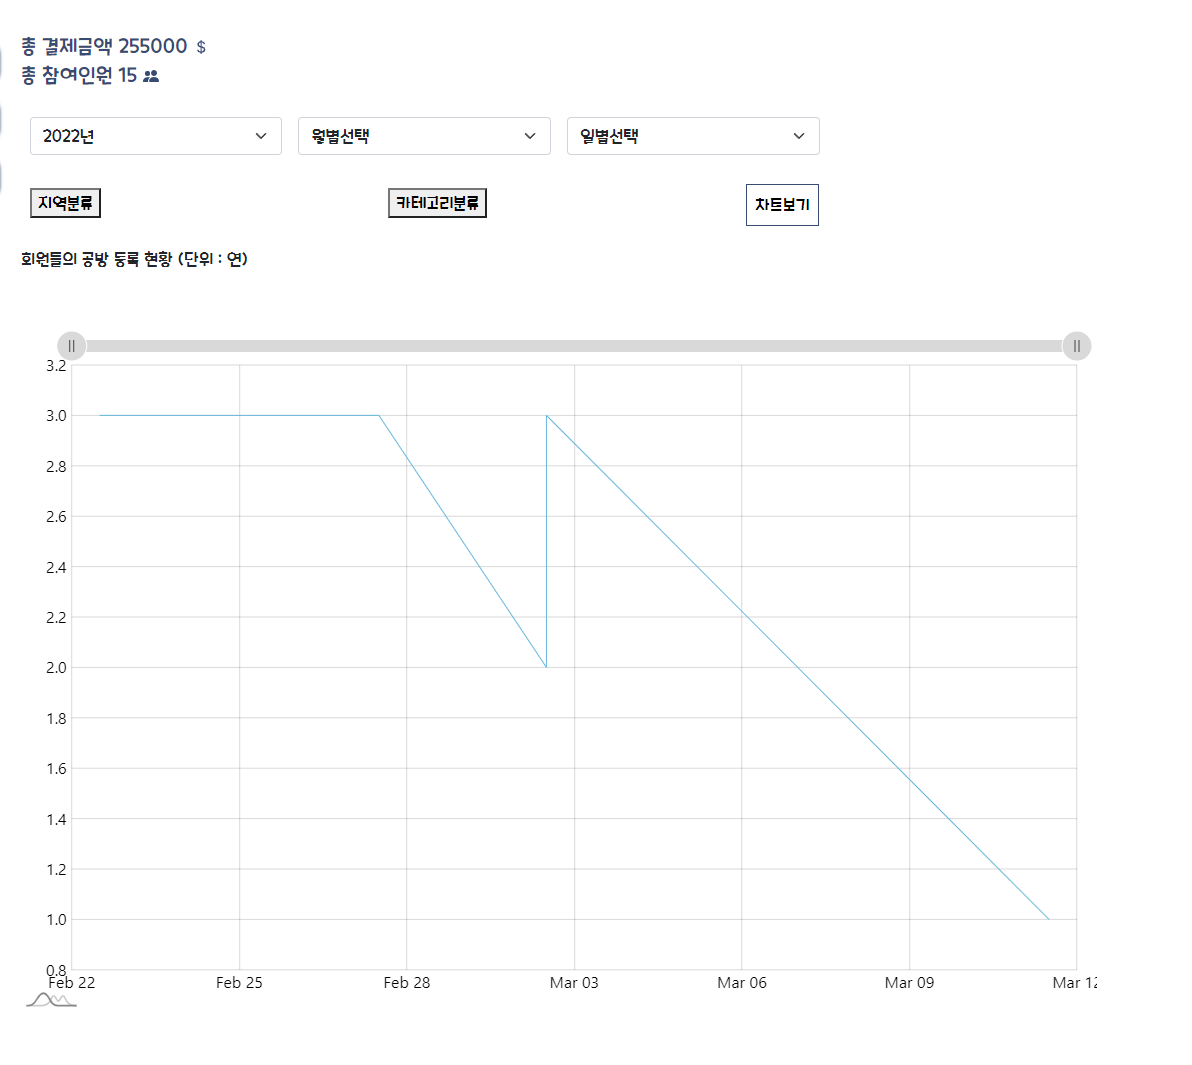 총 결제금액 255000 $
총 참여인원 15
2022년 월별선택 일별선택
지역분류 카테고리분류 차트보기
회원들의 공방 등록 현황 (단위 : 연)
3.2
3.0
2.8
2.6
2.4
2.2
2.0
1.8
1.6
1.4
1.2
1.0
0.8
Feb 22 Feb 25 Feb 28 Mar 03 Mar 06 Mar 09 Mar 12